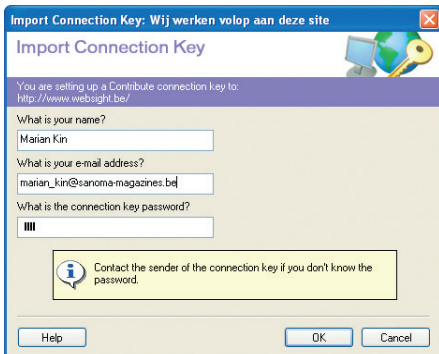 Import Connection Key: Wij werken volop aan deze site
Import Connection Key
You are setting up a Contribute connection key to:
http://www.websight.be/
What is your name?
Marian Kin
What is your e-mail address?
marian_kin@sanoma-magazines.be
What is the connection key password?
Contact the sender of the connection key if you don't know the
password.
Help
OK
Cancel